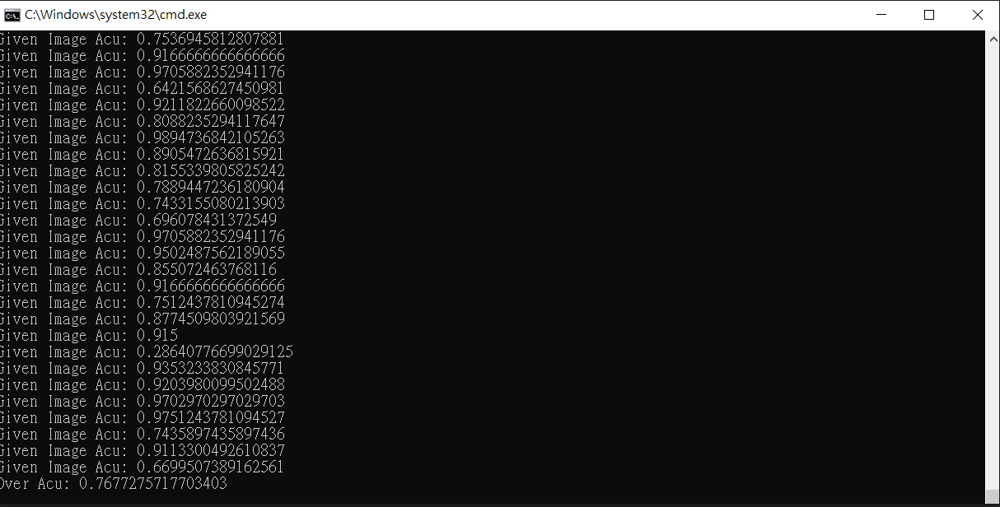 C:\Windows\system32\cmd.exe
Given Image Acu: 0.7536945812807881
Given Image Acu: 0.9166666666666666
Given Image Acu: 0.9705882352941176
Given Image Acu: 0.6421568627450981
Given Image Acu: 0.9211822660098522
Given Image Acu: 0.8088235294117647
Given Image Acu: 0.9894736842105263
Given Image Acu: 0.8905472636815921
Given Image Acu: 0.8155339805825242
Given Image Acu: 0.7889447236180904
Given Image Acu: 0.7433155080213903
Given Image Acu: 0.696078431372549
Given Image Acu: 0.9705882352941176
Given Image Acu: 0.9502487562189055
Given Image Acu: 0.855072463768116
Given Image Acu: 0.9166666666666666
Given Image Acu: 0.7512437810945274
Given Image Acu: 0.8774509803921569
Given Image Acu: 0.915
Given Image Acu: 0.28640776699029125
Given Image Acu: 0.9353233830845771
Given Image Acu: 0.9203980099502488
Given Image Acu: 0.9702970297029703
Given Image Acu: 0.9751243781094527
Given Image Acu: 0.7435897435897436
Given Image Acu: 0.9113300492610837
Given Image Acu: 0.6699507389162561
Over Acu: 0.7677275717703403